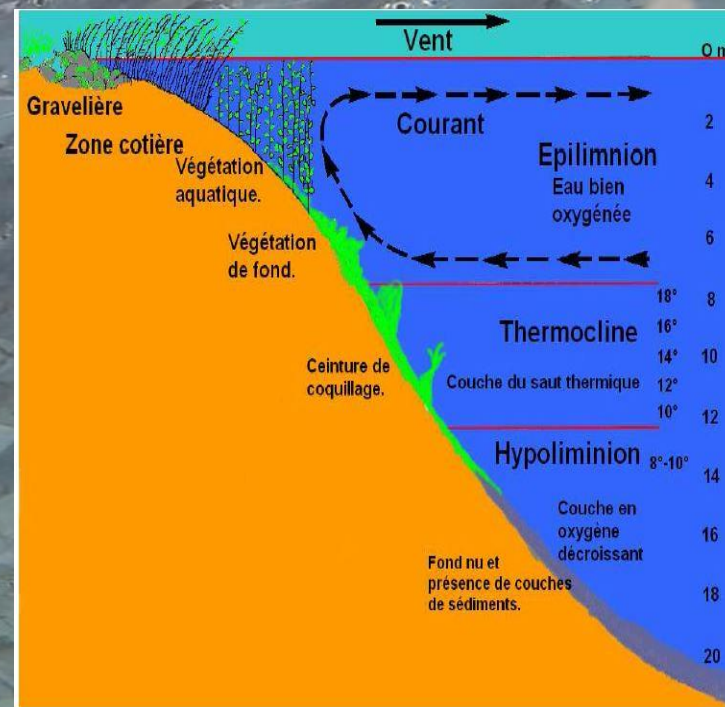 Vent
0 m
Gravelière
Zone cotière
Courant
2
Végétation
aquatique.
Epilimnion
Eau bien
oxygénée
4
Végétation
de fond.
6
18°
8
16°
Thermocline
14°
10
Ceinture de
coquillage.
Couche du saut thermique
12°
10°
12
Hypoliminion
8°-10°
14
Couche en
oxygène
décroissant
16
Fond nu et
présence de couches
de sédiments.
18
20